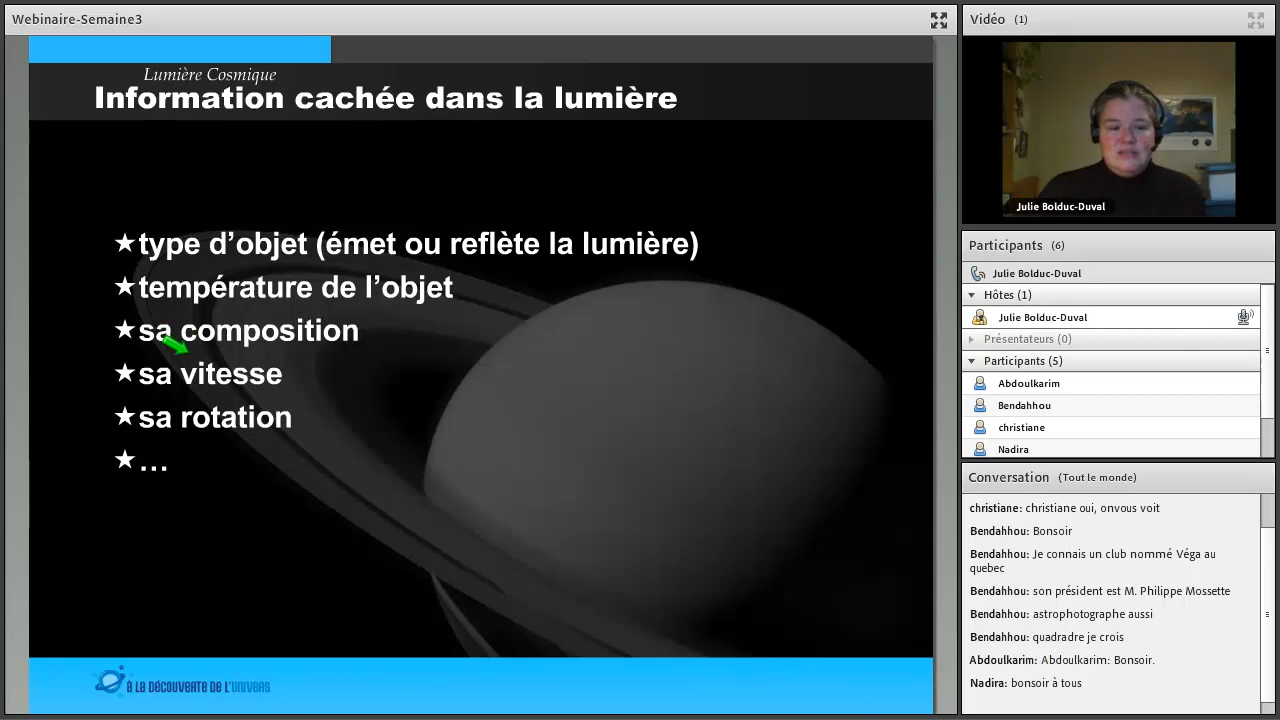 Webinaire-Semaine3
Lumière Cosmique
Information cachée dans la lumière
★type d’objet (émet ou reflète la lumière)
★température de l’objet
★sa composition
★sa vitesse
★sa rotation
★…
À LA DÉCOUVERTE DE L'UNIVERS
Vidéo (1)
Julie Bolduc-Duval
Participants (6)
Julie Bolduc-Duval
Hôtes (1)
Julie Bolduc-Duval
Présentateurs (0)
Participants (5)
Abdoulkarim
Bendahhou
christiane
Nadira
Conversation (Tout le monde)
christiane: christiane oui, onvous voit
Bendahhou: Bonsoir
Bendahhou: Je connais un club nommé Véga au
quebec
Bendahhou: son président est M. Philippe Mossette
Bendahhou: astrophotographe aussi
Bendahhou: quadradre je crois
Abdoulkarim: Abdoulkarim: Bonsoir.
Nadira: bonsoir à tous